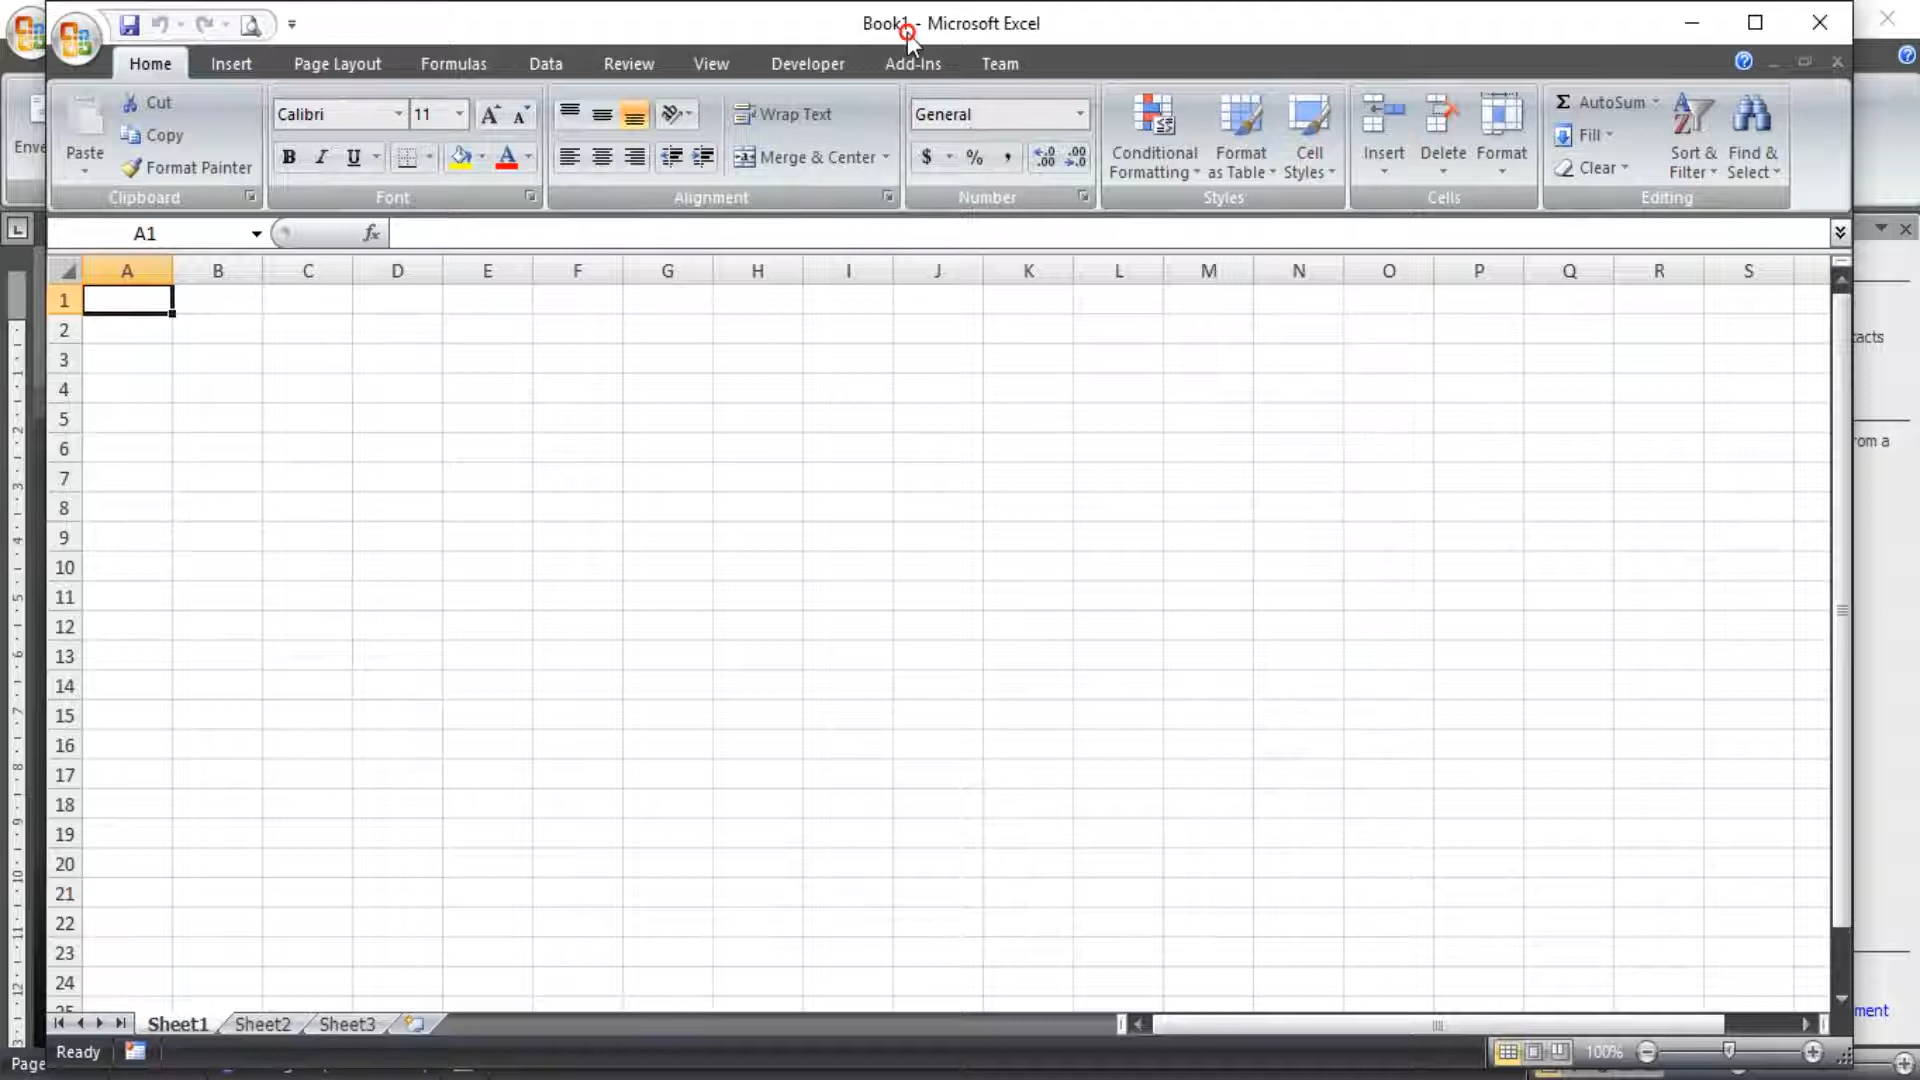 Book1 - Microsoft Excel
Home Insert Page Layout Formulas Data Review View Developer Add-Ins Team
Cut
Copy
Format Painter
Paste
Clipboard
Calibri 11
B I U
Font
Wrap Text
Merge & Center
Alignment
General
$ % ,
Number
Conditional Formatting
Format as Table
Cell Styles
Styles
Insert Delete Format
Cells
Σ AutoSum
Fill
Clear
Sort & Filter
Find & Select
Editing
Enve
A1 fx
A B C D E F G H I J K L M N O P Q R S
1
2
3
4
5
6
7
8
9
10
11
12
13
14
15
16
17
18
19
20
21
22
23
24
25
tacts
om a
ment
Sheet1 Sheet2 Sheet3
Ready 100%
Page